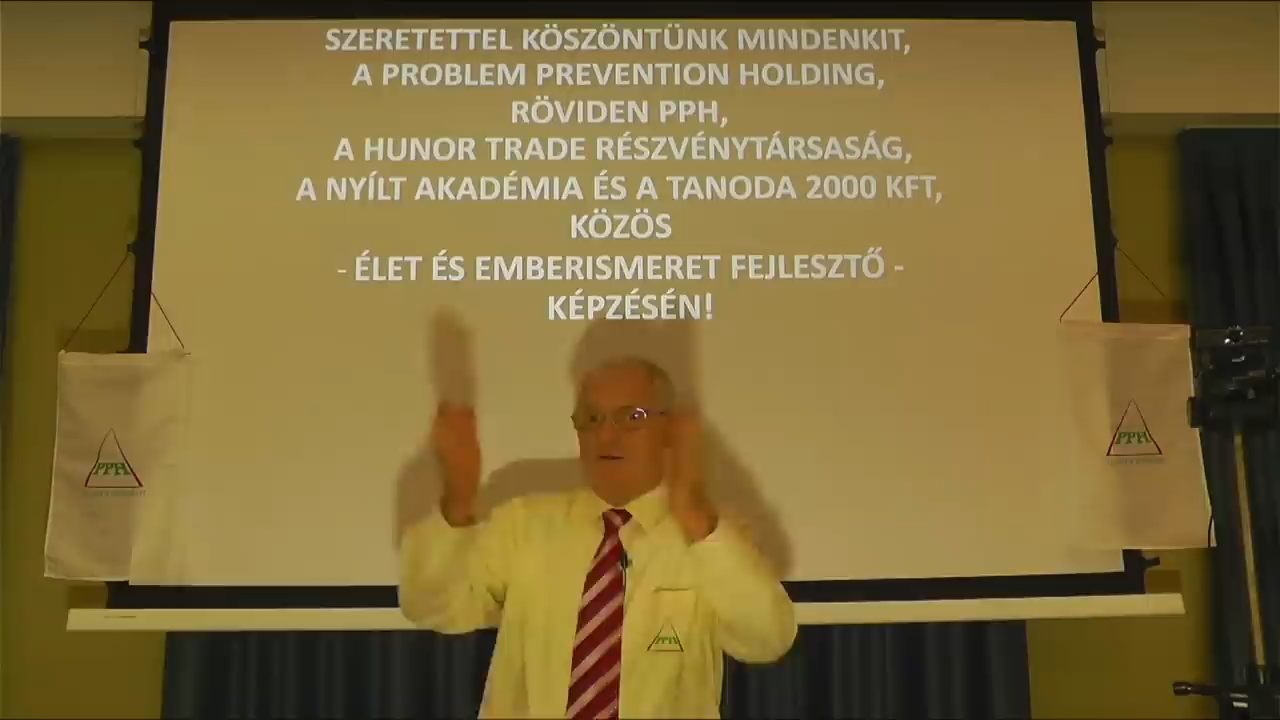 SZERETETTEL KÖSZÖNTÜNK MINDENKIT,
A PROBLEM PREVENTION HOLDING,
RÖVIDEN PPH,
A HUNOR TRADE RÉSZVÉNYTÁRSASÁG,
A NYÍLT AKADÉMIA ÉS A TANODA 2000 KFT,
KÖZÖS
- ÉLET ÉS EMBERISMERET FEJLESZTŐ -
KÉPZÉSÉN!
PPH
PPH
PPH